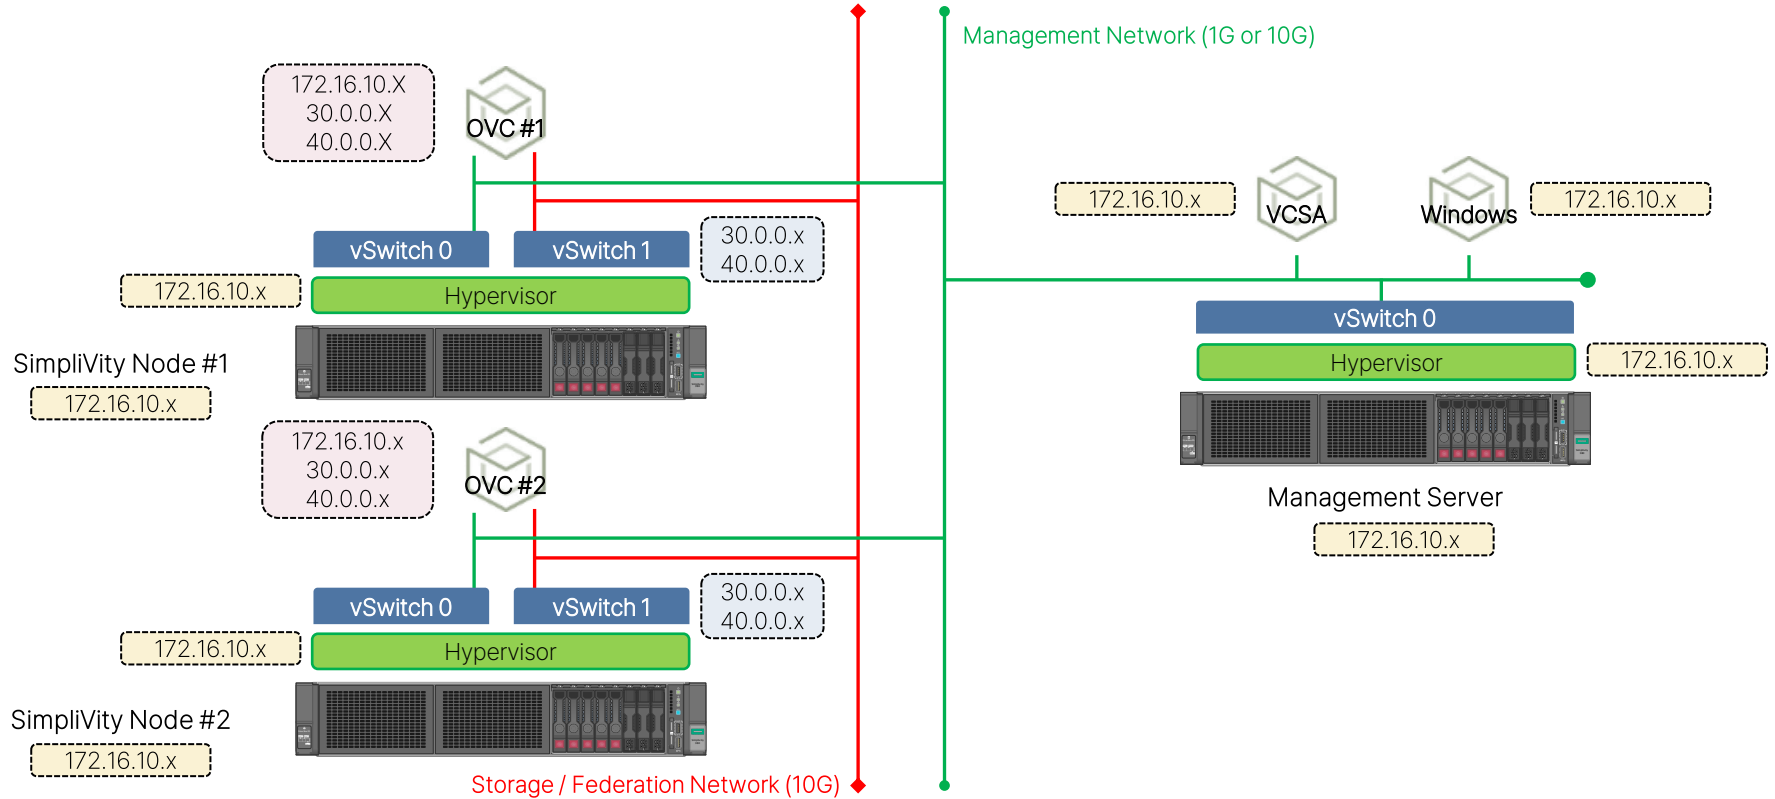 Management Network (1G or 10G)
172.16.10.X
30.0.0.X
40.0.0.X
OVC #1
172.16.10.x
VCSA
Windows
172.16.10.x
vSwitch 0
vSwitch 1
30.0.0.x
40.0.0.x
172.16.10.x
Hypervisor
SimpliVity Node #1
172.16.10.x
vSwitch 0
Hypervisor
172.16.10.x
Management Server
172.16.10.x
172.16.10.x
30.0.0.x
40.0.0.x
OVC #2
vSwitch 0
vSwitch 1
30.0.0.x
40.0.0.x
172.16.10.x
Hypervisor
SimpliVity Node #2
172.16.10.x
Storage / Federation Network (10G)